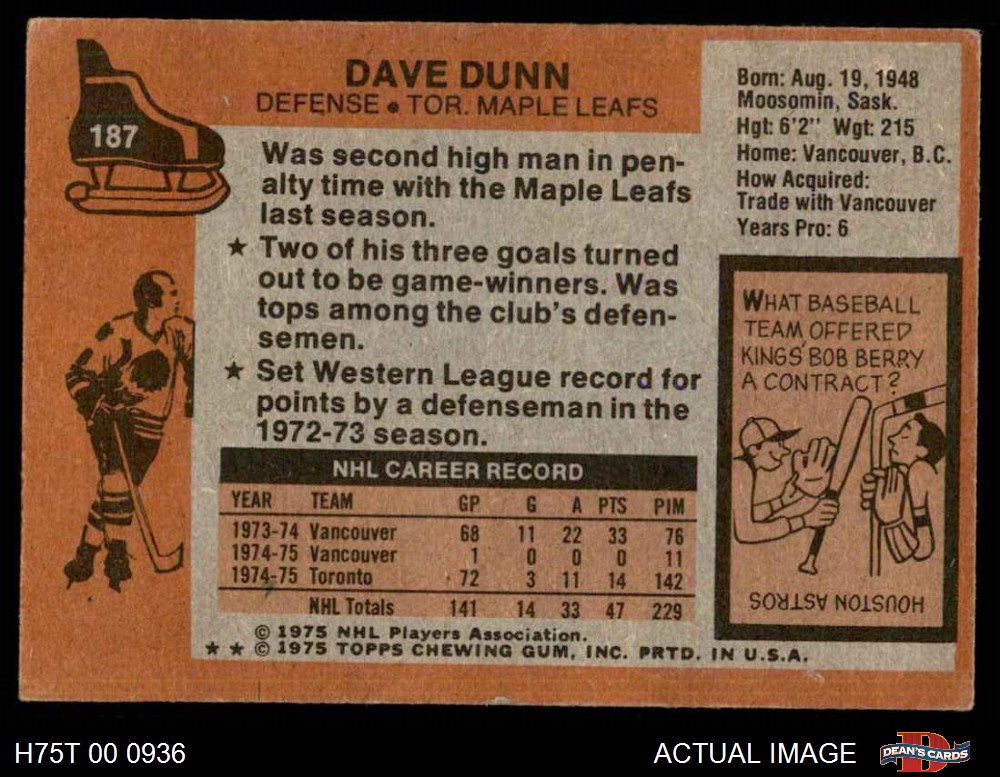 DAVE DUNN
DEFENSE • TOR. MAPLE LEAFS
187
Was second high man in pen-
alty time with the Maple Leafs
last season.
★ Two of his three goals turned
out to be game-winners. Was
tops among the club's defen-
semen.
★ Set Western League record for
points by a defenseman in the
1972-73 season.
NHL CAREER RECORD
YEAR TEAM GP G A PTS PIM
1973-74 Vancouver 68 11 22 33 76
1974-75 Vancouver 1 0 0 0 11
1974-75 Toronto 72 3 11 14 142
NHL Totals 141 14 33 47 229
© 1975 NHL Players Association.
★ ★ © 1975 TOPPS CHEWING GUM, INC. PRTD. IN U.S.A.
Born: Aug. 19, 1948
Moosomin, Sask.
Hgt: 6'2" Wgt: 215
Home: Vancouver, B.C.
How Acquired:
Trade with Vancouver
Years Pro: 6
WHAT BASEBALL
TEAM OFFERED
KINGS' BOB BERRY
A CONTRACT?
HOUSTON ASTROS
H75T 00 0936
ACTUAL IMAGE
DEAN'S CARDS